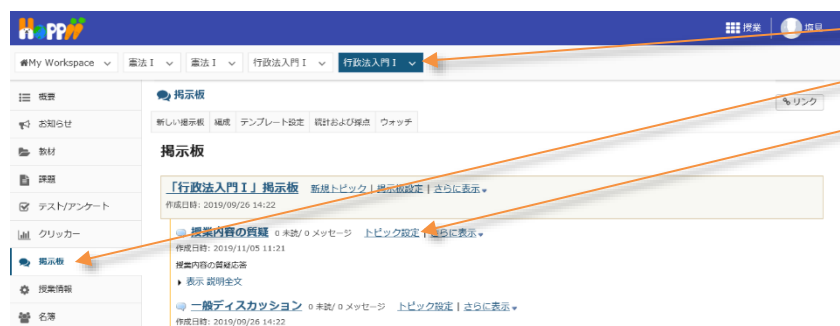 HoPPii 授業 塩見
My Workspace 憲法Ⅰ 憲法Ⅰ 行政法入門Ⅰ 行政法入門Ⅰ
概要
お知らせ
教材
課題
テスト/アンケート
クリッカー
掲示板
授業情報
名簿
掲示板 リンク
新しい掲示板 編成 テンプレート設定 統計および採点 ウォッチ
掲示板
「行政法入門Ⅰ」掲示板 新規トピック | 掲示板設定 | さらに表示
作成日時: 2019/09/26 14:22
授業内容の質疑 0 未読/ 0 メッセージ トピック設定 | さらに表示
作成日時: 2019/11/05 11:21
授業内容の質疑応答
表示 説明全文
一般ディスカッション 0 未読/ 0 メッセージ トピック設定 | さらに表示
作成日時: 2019/09/26 14:22